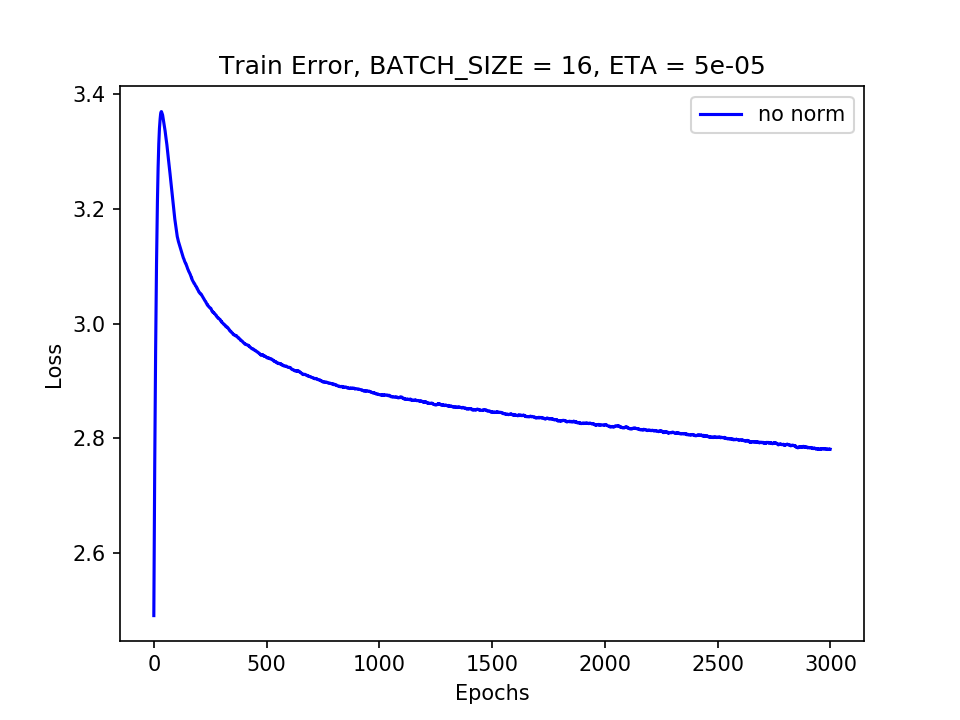 Train Error, BATCH_SIZE = 16, ETA = 5e-05
no norm
3.4
3.2
3.0
2.8
2.6
Loss
0 500 1000 1500 2000 2500 3000
Epochs